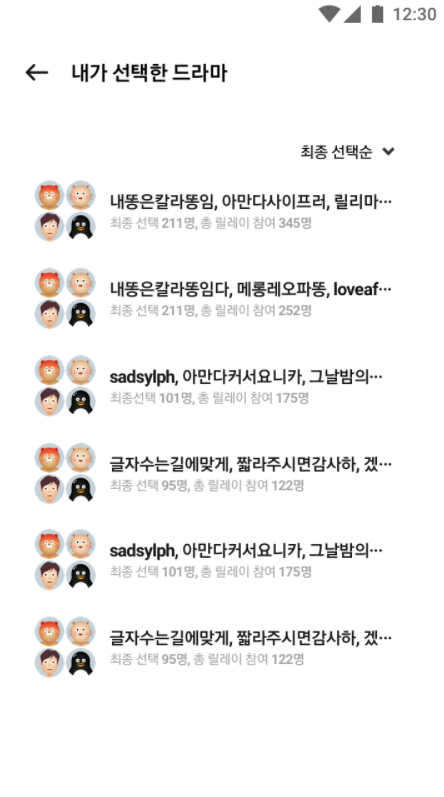 12:30
내가 선택한 드라마
최종 선택순
내똥은칼라똥임, 아만다사이프러, 릴리마···
최종 선택 211명, 총 릴레이 참여 345명
내똥은칼라똥임다, 메롱레오파똥, loveaf···
최종 선택 211명, 총 릴레이 참여 252명
sadsylph, 아만다커서요니카, 그날밤의···
최종선택 101명, 총 릴레이 참여 175명
글자수는길에맞게, 짧라주시면감사하, 겠···
최종 선택 95명, 총 릴레이 참여 122명
sadsylph, 아만다커서요니카, 그날밤의···
최종 선택 101명, 총 릴레이 참여 175명
글자수는길에맞게, 짧라주시면감사하, 겠···
최종 선택 95명, 총 릴레이 참여 122명